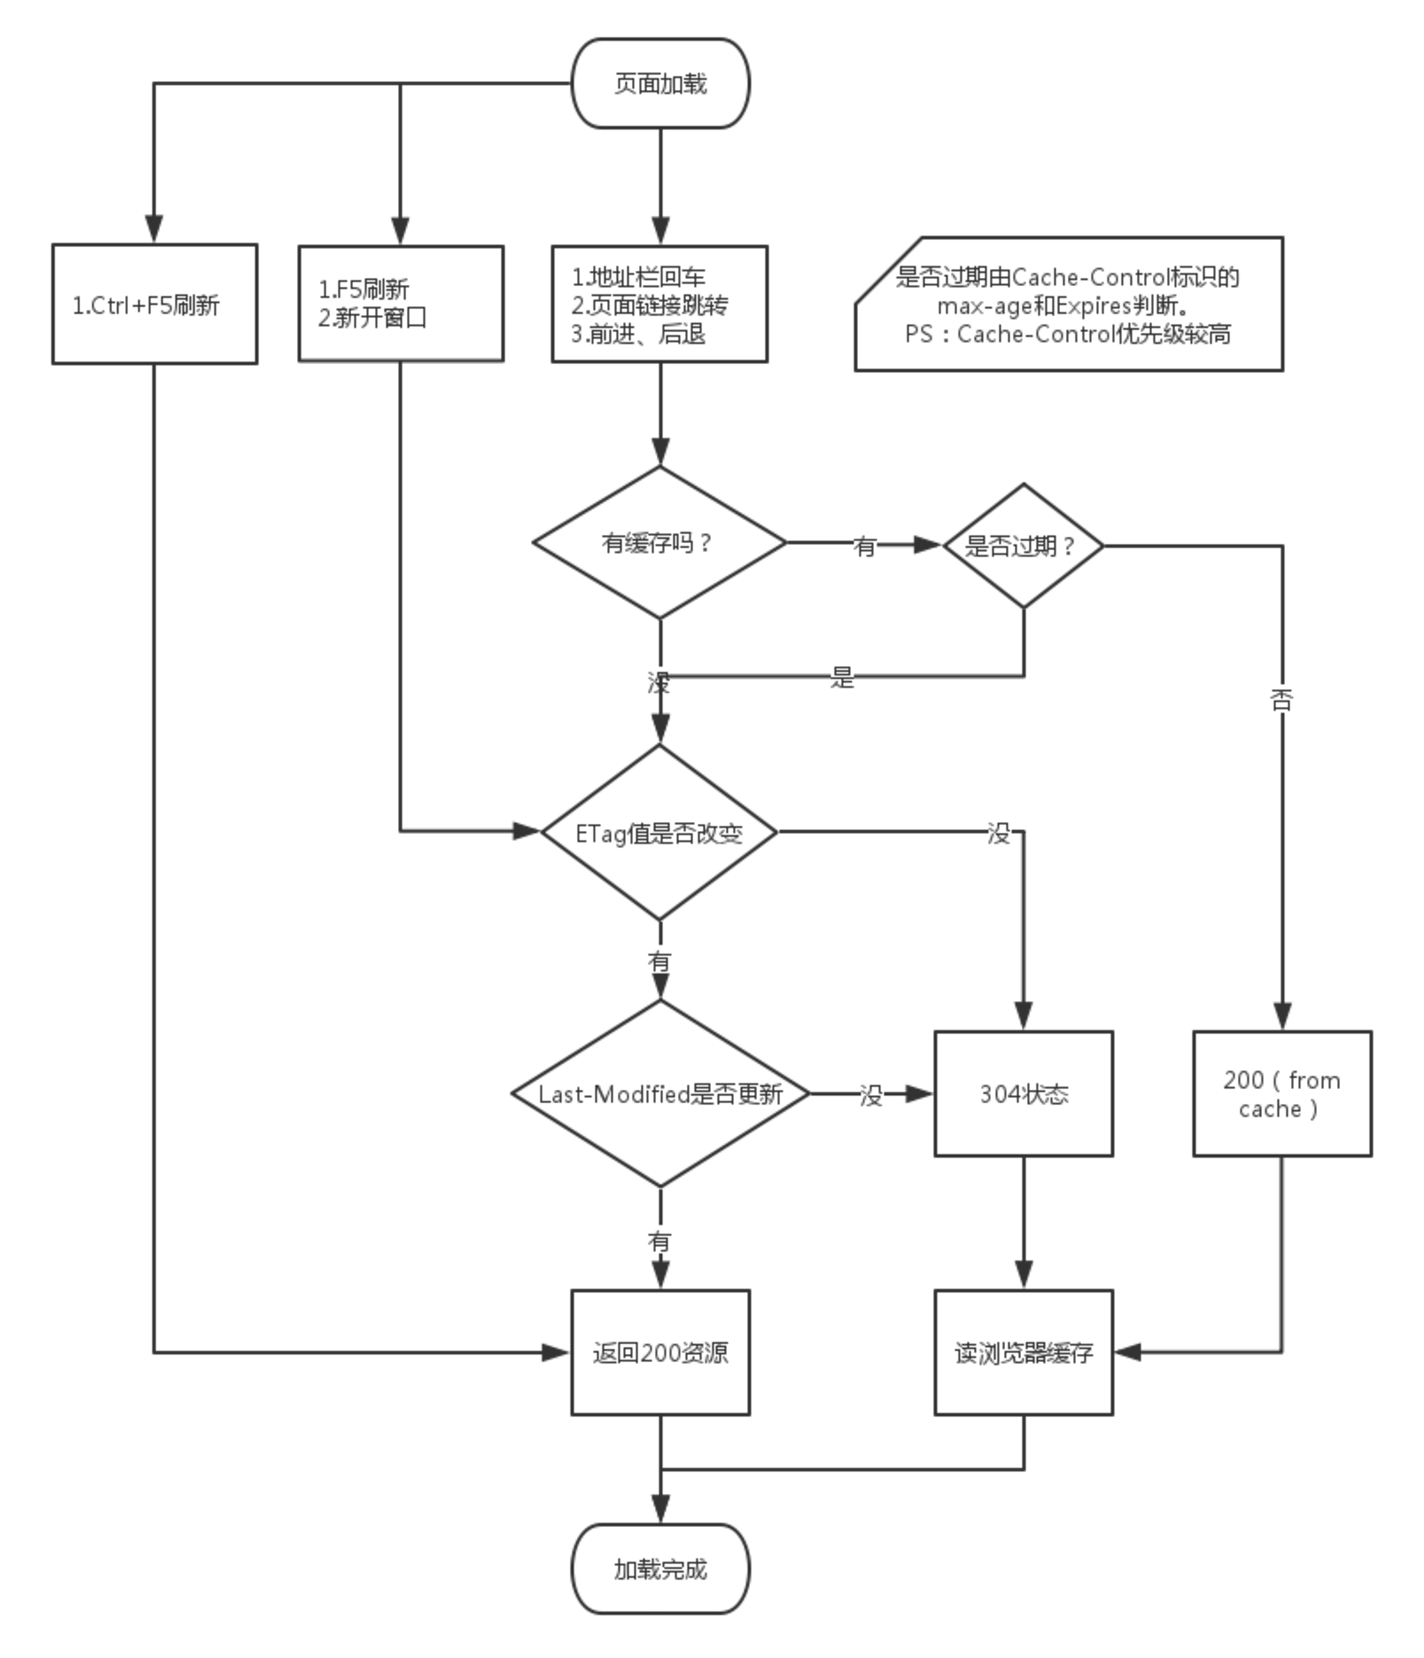 页面加载
1.Ctrl+F5刷新
1.F5刷新
2.新开窗口
1.地址栏回车
2.页面链接跳转
3.前进、后退
是否过期由Cache-Control标识的
max-age和Expires判断。
PS：Cache-Control优先级较高
有缓存吗？
有
是否过期？
没
是
否
ETag值是否改变
没
有
Last-Modified是否更新
没
304状态
200（from
cache）
有
返回200资源
读浏览器缓存
加载完成